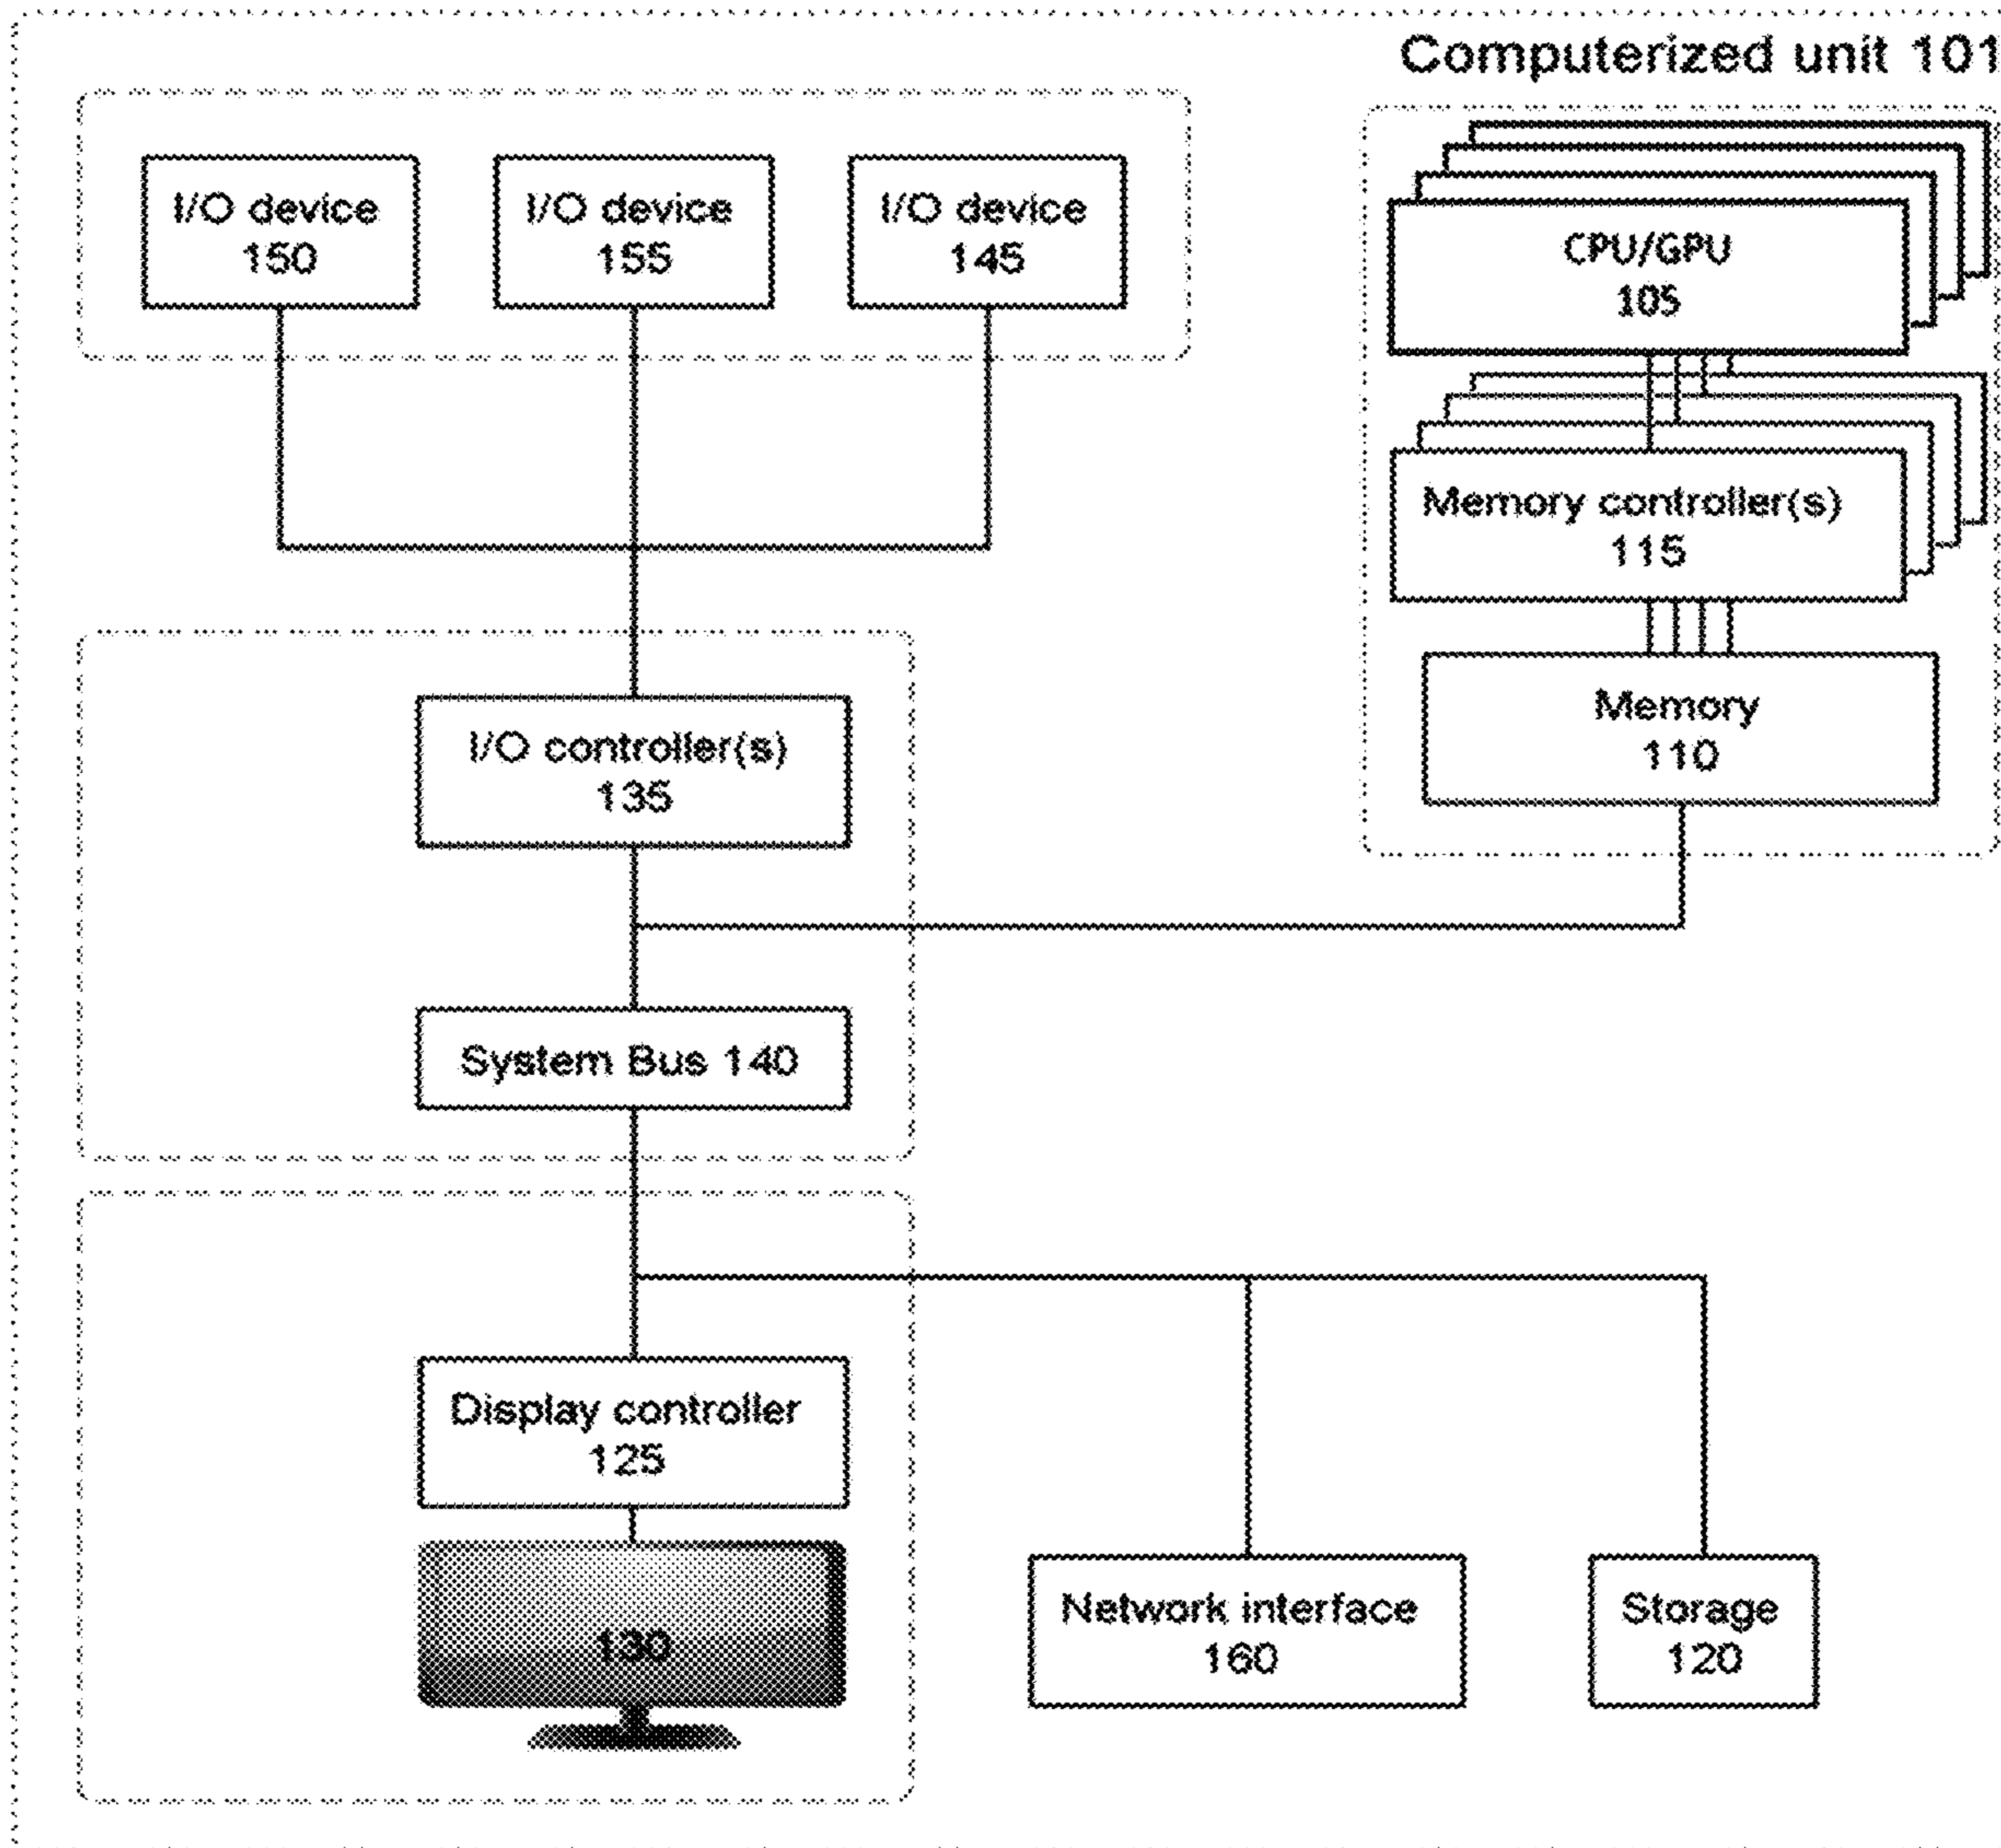 Computerized unit 101
I/O device
150
I/O device
155
I/O device
145
CPU/GPU
105
Memory controller(s)
115
Memory
110
I/O controller(s)
135
System Bus 140
Display controller
125
130
Network interface
160
Storage
120